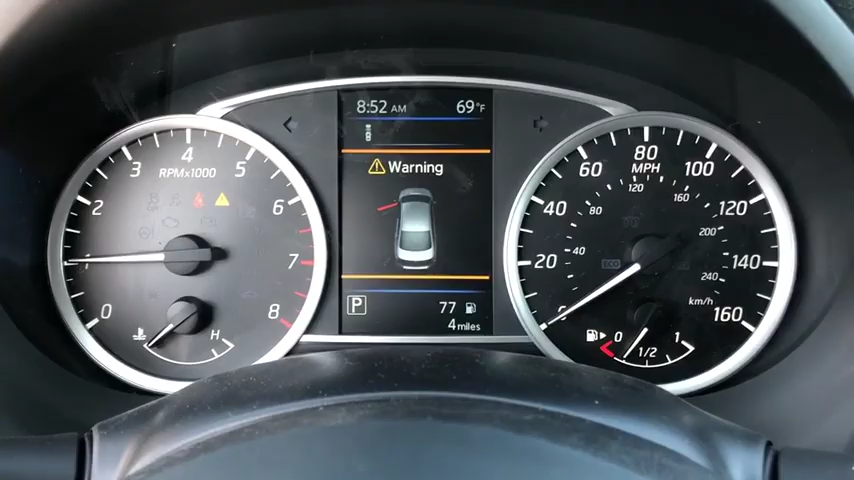 8:52 AM 69°F
Warning
P 77
4 miles
0 1 2 3 4 5 6 7 8
RPMx1000
H
0 20 40 60 80 100 120 140 160
MPH
40 80 120 160 200 240
km/h
ECO
0 1/2 1